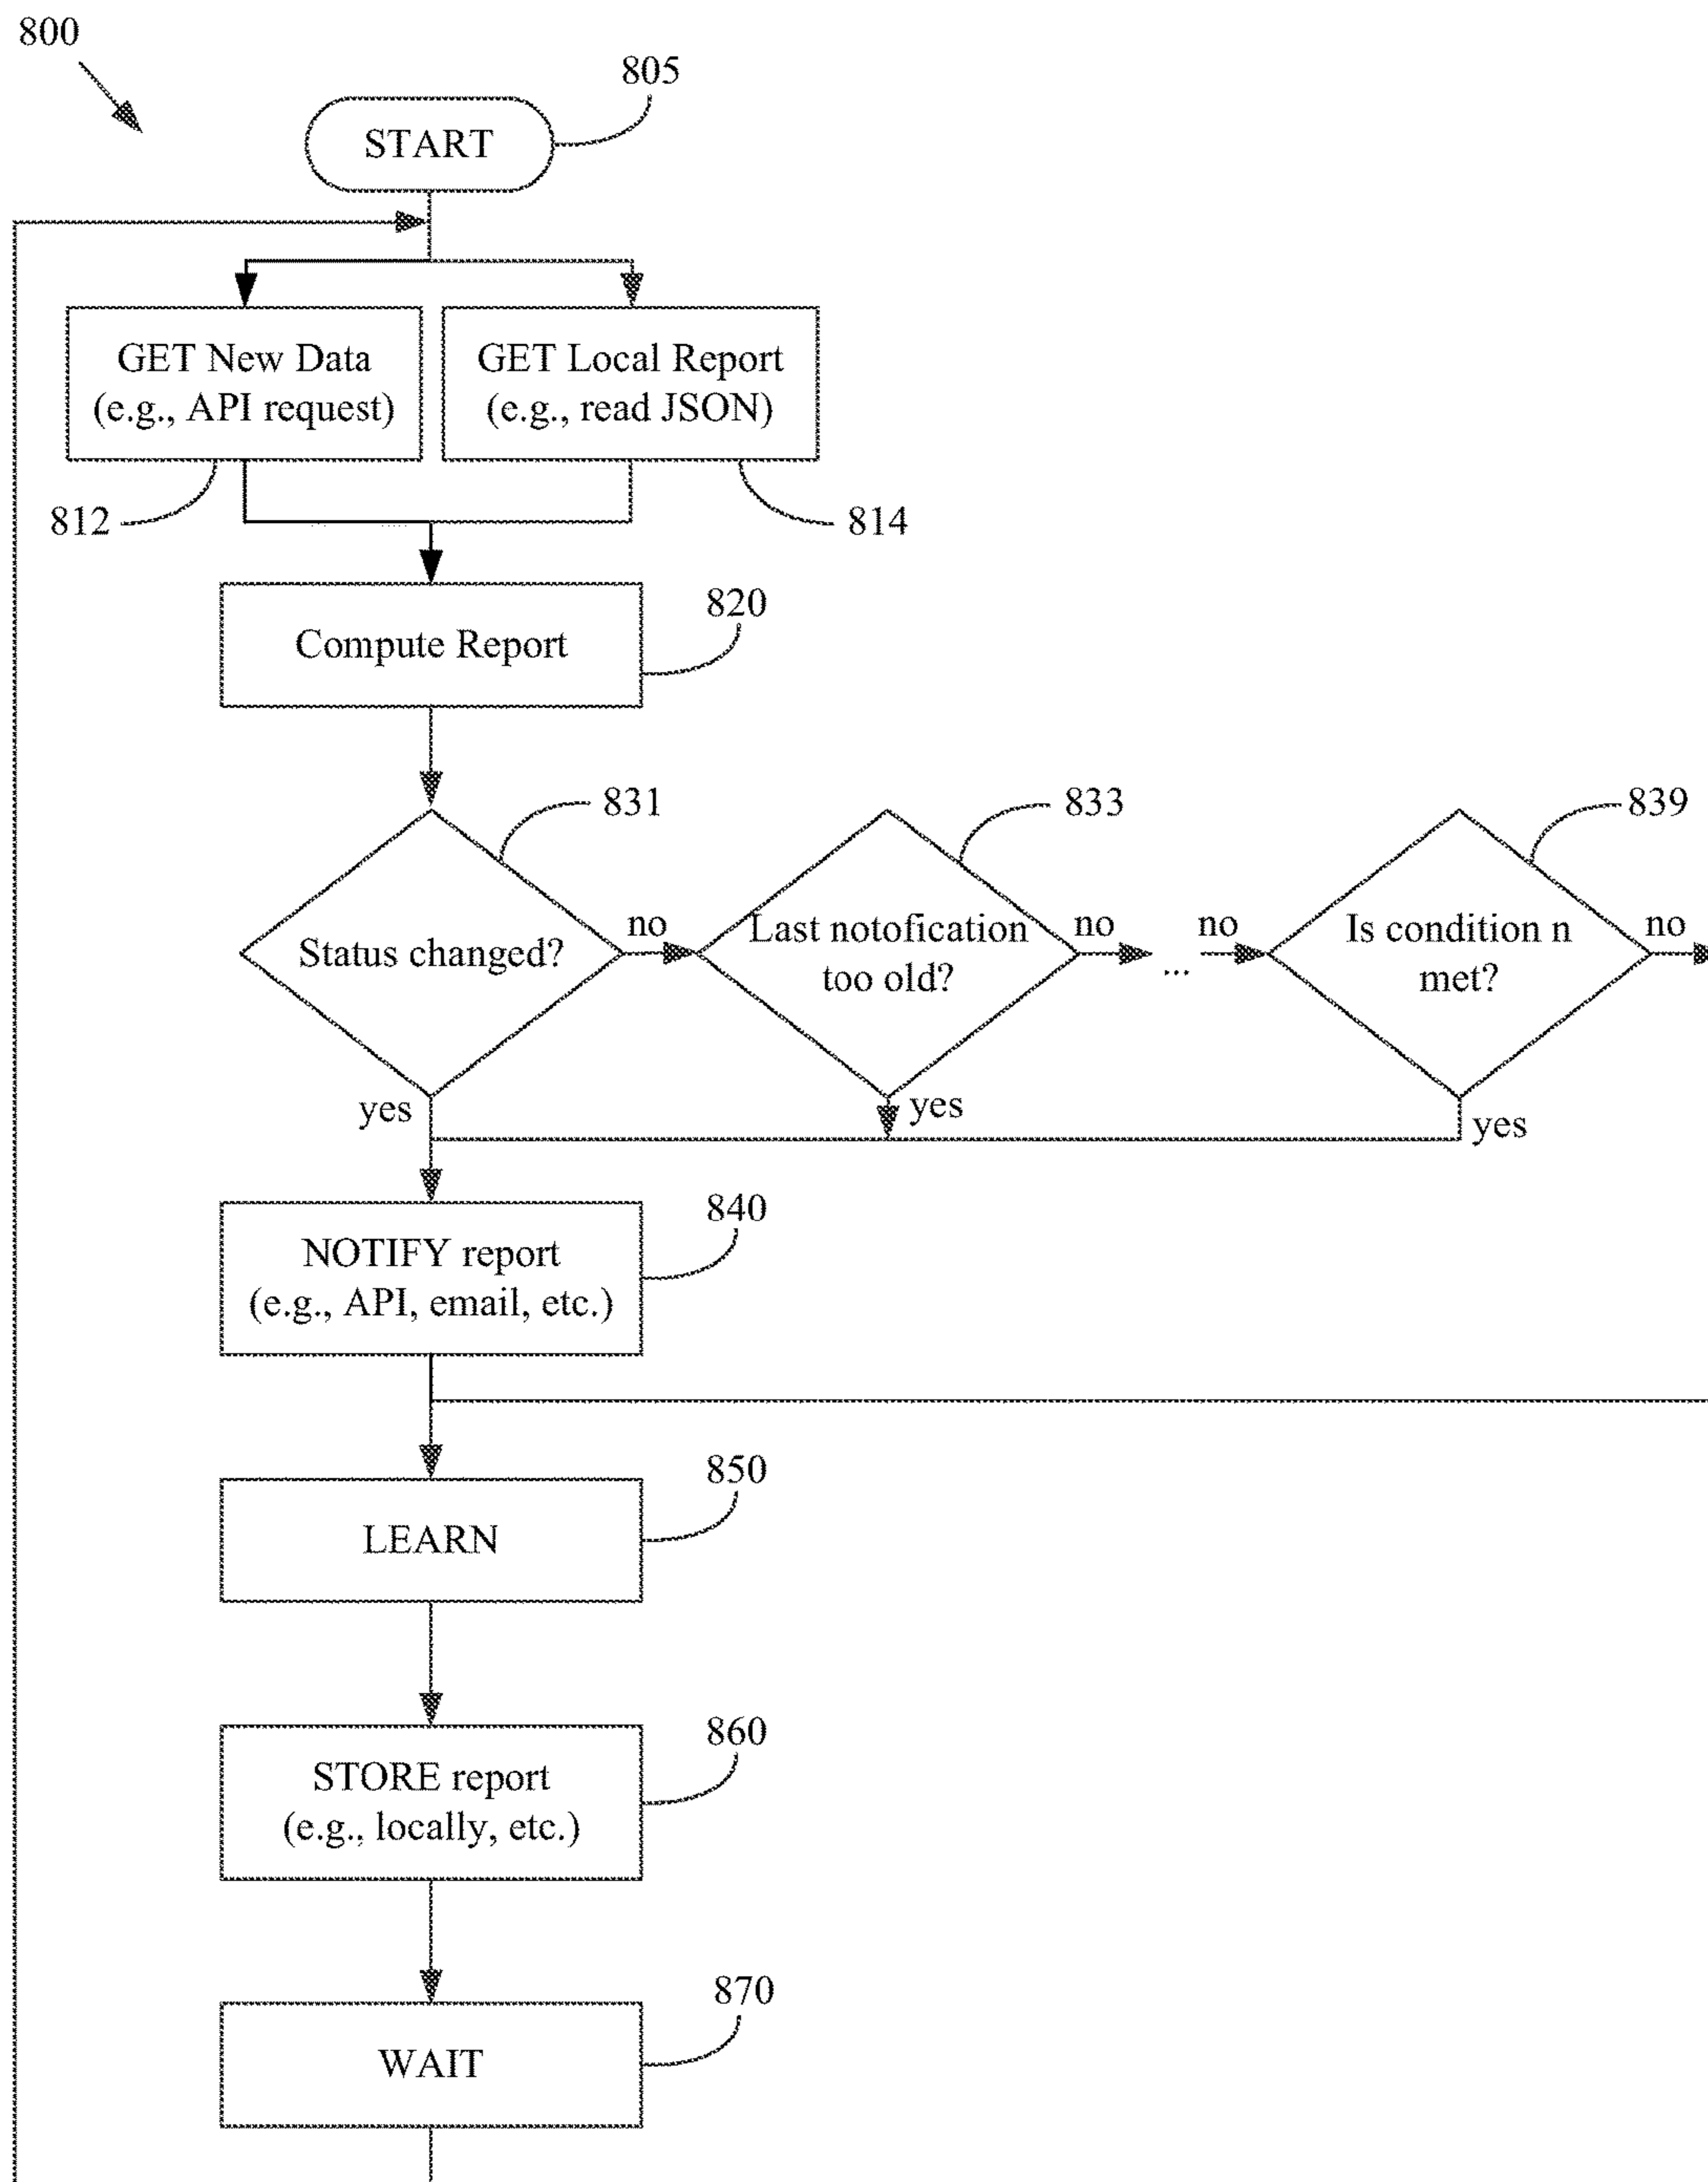 800
805
START
GET New Data
(e.g., API request)
GET Local Report
(e.g., read JSON)
812
814
820
Compute Report
831
833
839
Status changed?
no
Last notofication
too old?
no
...
no
Is condition n
met?
no
yes
yes
yes
840
NOTIFY report
(e.g., API, email, etc.)
850
LEARN
860
STORE report
(e.g., locally, etc.)
870
WAIT